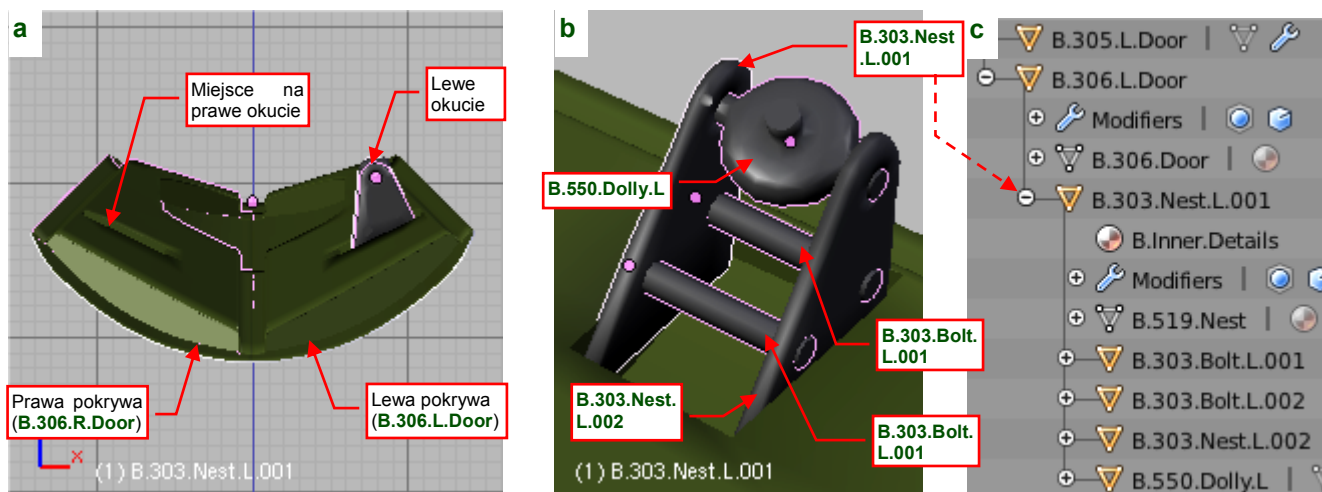 a
Miejsce na
prawe okucie
Lewe
okucie
Prawa pokrywa
(B.306.R.Door)
Lewa pokrywa
(B.306.L.Door)
x
(1) B.303.Nest.L.001
b
B.303.Nest
.L.001
B.550.Dolly.L
B.303.Bolt.
L.001
B.303.Nest.
L.002
B.303.Bolt.
L.001
(1) B.303.Nest.L.001
c
B.305.L.Door
B.306.L.Door
Modifiers
B.306.Door
B.303.Nest.L.001
B.Inner.Details
Modifiers
B.519.Nest
B.303.Bolt.L.001
B.303.Bolt.L.002
B.303.Nest.L.002
B.550.Dolly.L